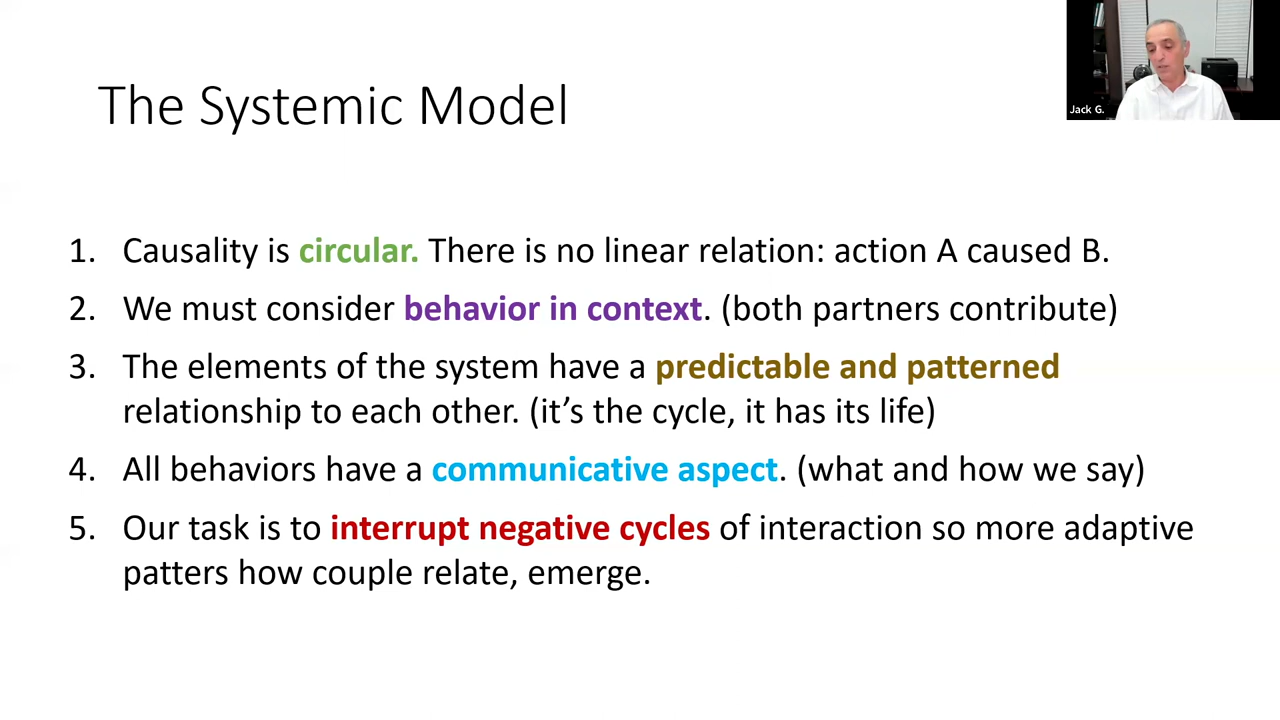 The Systemic Model
Jack G.
1. Causality is circular. There is no linear relation: action A caused B.
2. We must consider behavior in context. (both partners contribute)
3. The elements of the system have a predictable and patterned
relationship to each other. (it’s the cycle, it has its life)
4. All behaviors have a communicative aspect. (what and how we say)
5. Our task is to interrupt negative cycles of interaction so more adaptive
patters how couple relate, emerge.